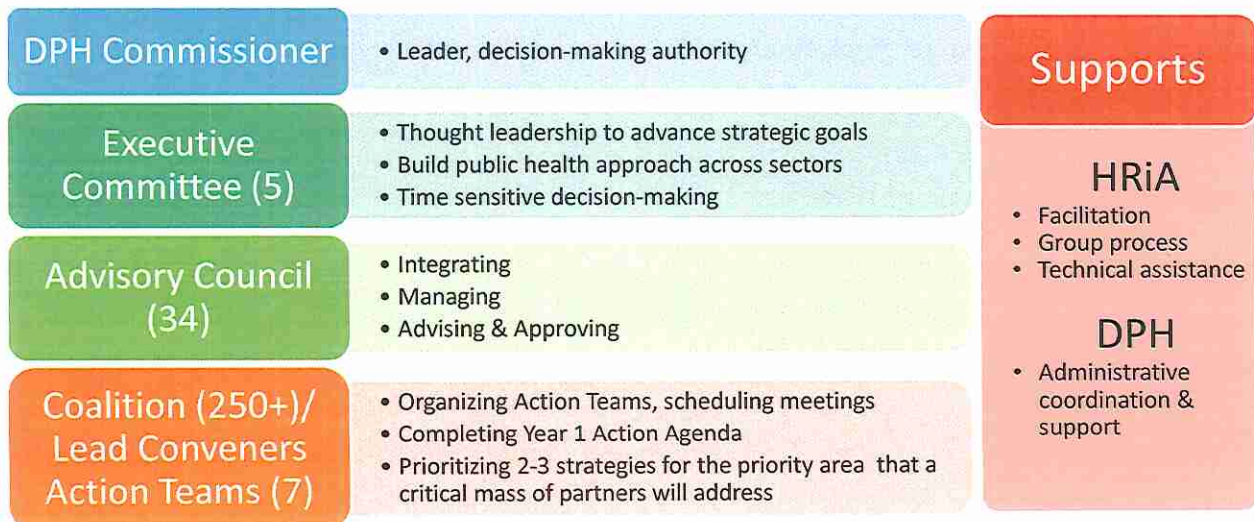 DPH Commissioner
• Leader, decision-making authority
Executive
Committee (5)
• Thought leadership to advance strategic goals
• Build public health approach across sectors
• Time sensitive decision-making
Advisory Council
(34)
• Integrating
• Managing
• Advising & Approving
Coalition (250+)/
Lead Conveners
Action Teams (7)
• Organizing Action Teams, scheduling meetings
• Completing Year 1 Action Agenda
• Prioritizing 2-3 strategies for the priority area that a
critical mass of partners will address
Supports
HRiA
• Facilitation
• Group process
• Technical assistance
DPH
• Administrative
coordination &
support